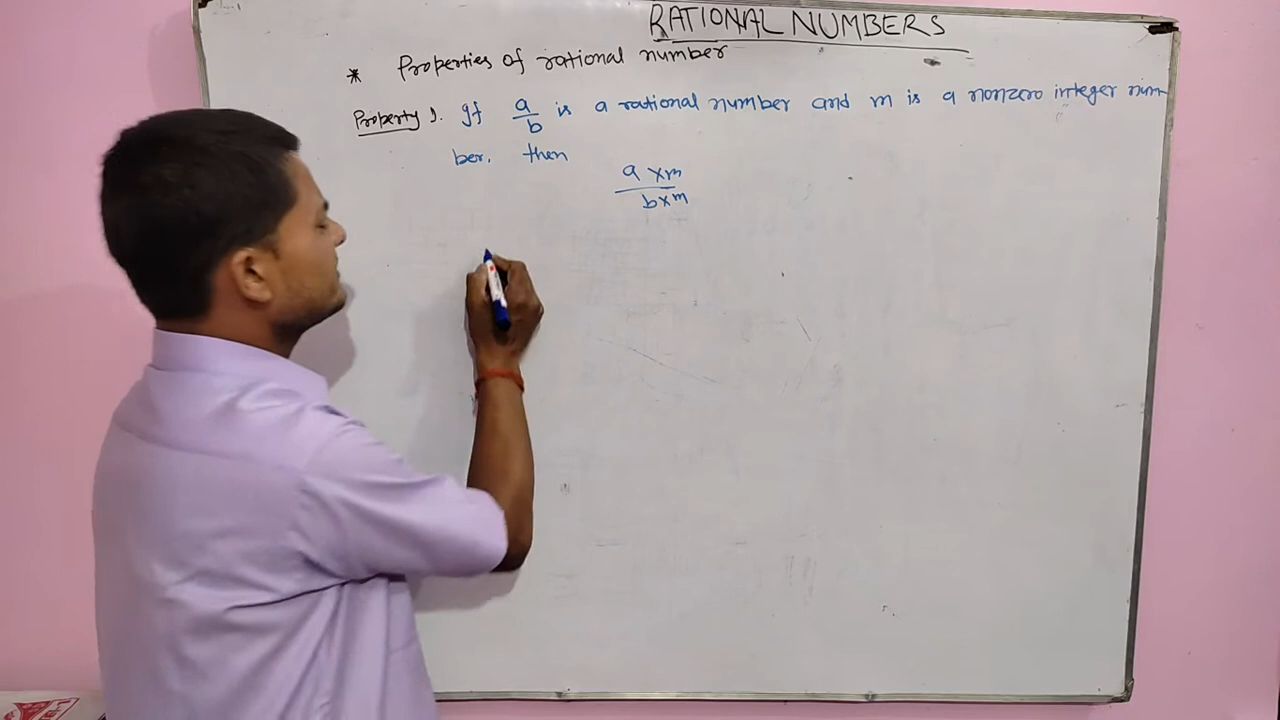 RATIONAL NUMBERS
* Properties of rational number
Property 1. If a/b is a rational number and m is a nonzero integer num
ber, then
a×m
b×m